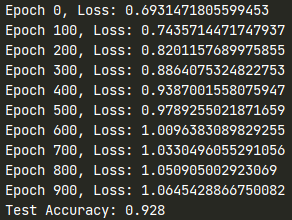 Epoch 0, Loss: 0.6931471805599453
Epoch 100, Loss: 0.7435714471747937
Epoch 200, Loss: 0.8201157689975855
Epoch 300, Loss: 0.8864075324822753
Epoch 400, Loss: 0.9387001558075947
Epoch 500, Loss: 0.9789255021871659
Epoch 600, Loss: 1.0096383089829255
Epoch 700, Loss: 1.0330496055291056
Epoch 800, Loss: 1.050905002923069
Epoch 900, Loss: 1.0645428866750082
Test Accuracy: 0.928